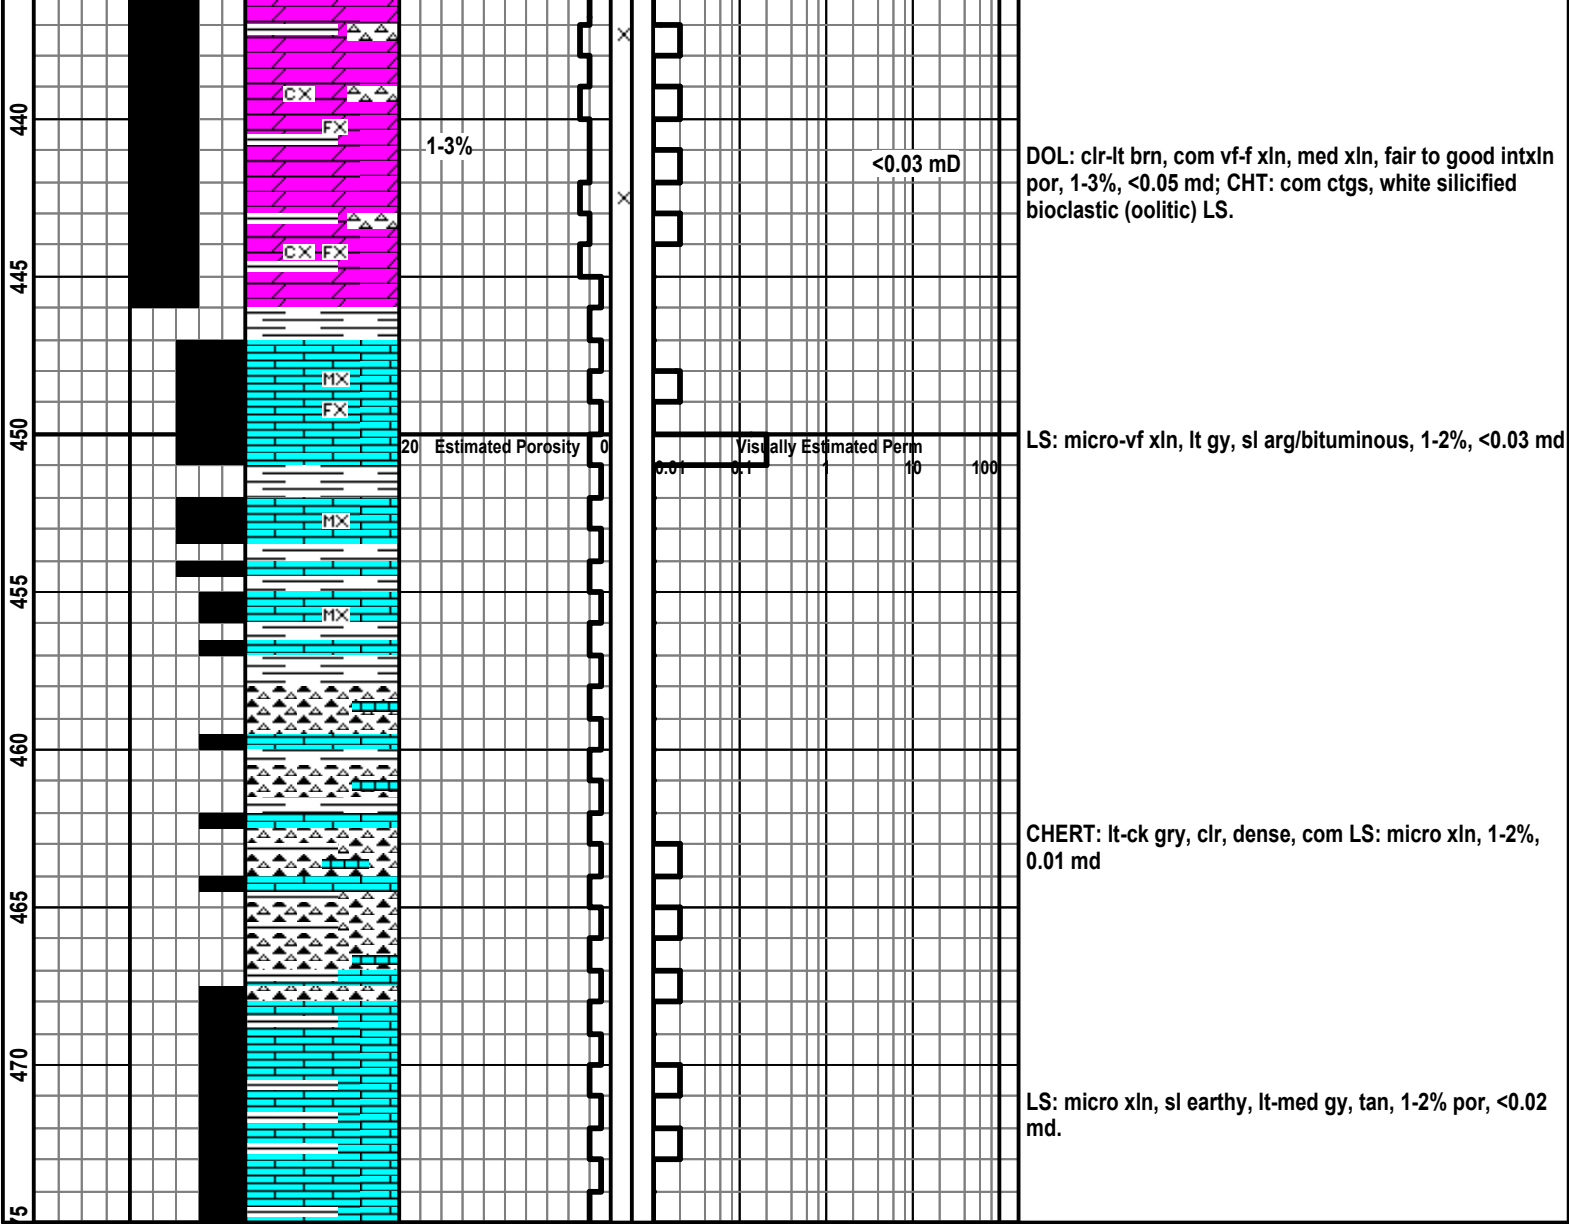 CX
440
FX
1-3%
<0.03 mD
DOL: clr-lt brn, com vf-f xln, med xln, fair to good intxln
por, 1-3%, <0.05 md; CHT: com ctgs, white silicified
bioclastic (oolitic) LS.
CX FX
445
MX
FX
450
20 Estimated Porosity 0
Visually Estimated Perm
0.01 0.1 1 10 100
LS: micro-vf xln, lt gy, sl arg/bituminous, 1-2%, <0.03 md
MX
455
MX
460
CHERT: lt-ck gry, clr, dense, com LS: micro xln, 1-2%,
0.01 md
465
470
LS: micro xln, sl earthy, lt-med gy, tan, 1-2% por, <0.02
md.
75